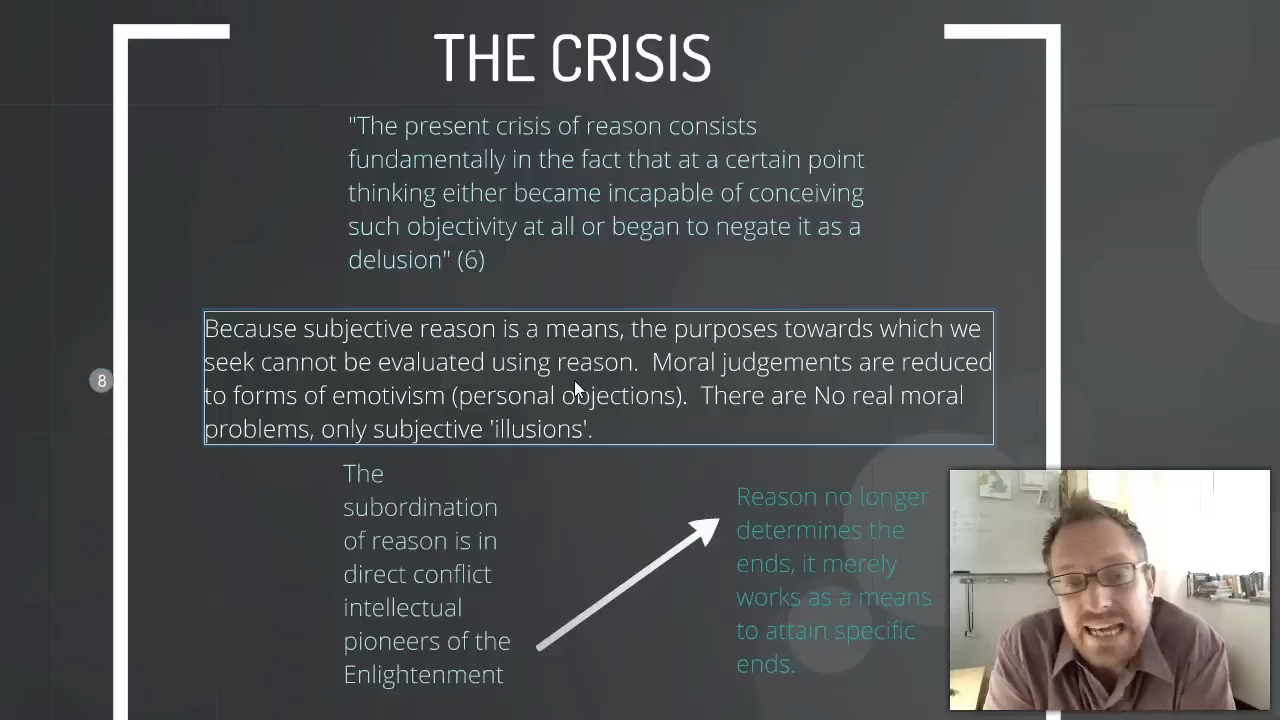 THE CRISIS
"The present crisis of reason consists
fundamentally in the fact that at a certain point
thinking either became incapable of conceiving
such objectivity at all or began to negate it as a
delusion" (6)
Because subjective reason is a means, the purposes towards which we
seek cannot be evaluated using reason.  Moral judgements are reduced
to forms of emotivism (personal objections).  There are No real moral
problems, only subjective 'illusions'.
8
The
subordination
of reason is in
direct conflict
intellectual
pioneers of the
Enlightenment
Reason no longer
determines the
ends, it merely
works as a means
to attain specific
ends.